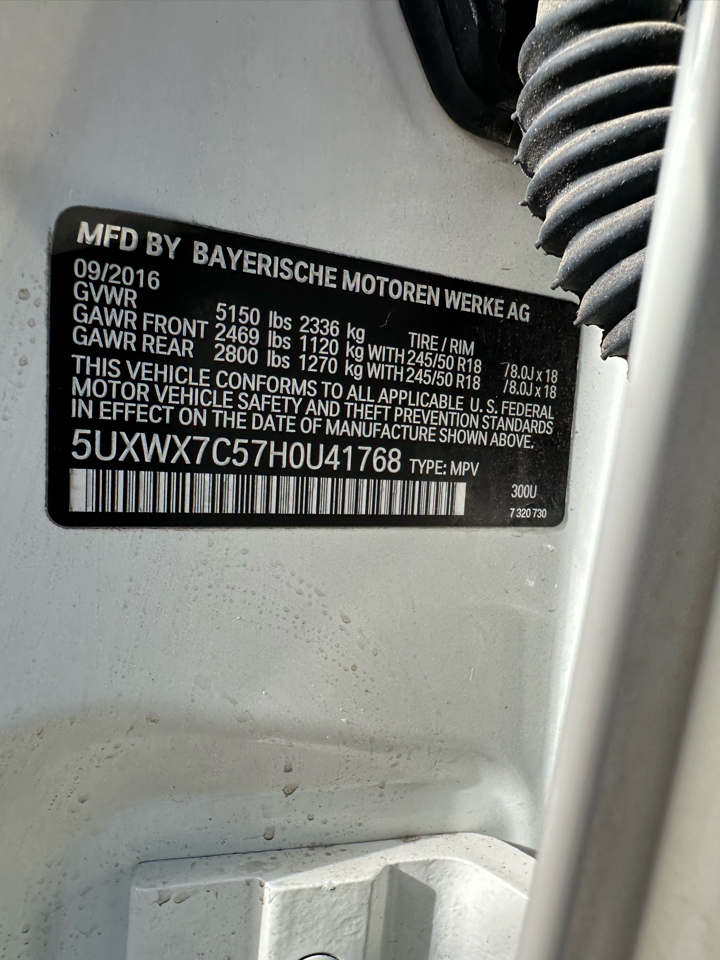 MFD BY BAYERISCHE MOTOREN WERKE AG
09/2016
GVWR 5150 lbs 2336 kg TIRE / RIM
GAWR FRONT 2469 lbs 1120 kg WITH 245/50 R18 /8.0J x 18
GAWR REAR 2800 lbs 1270 kg WITH 245/50 R18 /8.0J x 18
THIS VEHICLE CONFORMS TO ALL APPLICABLE U. S. FEDERAL
MOTOR VEHICLE SAFETY AND THEFT PREVENTION STANDARDS
IN EFFECT ON THE DATE OF MANUFACTURE SHOWN ABOVE.
5UXWX7C57H0U41768 TYPE: MPV
300U
7 320 730